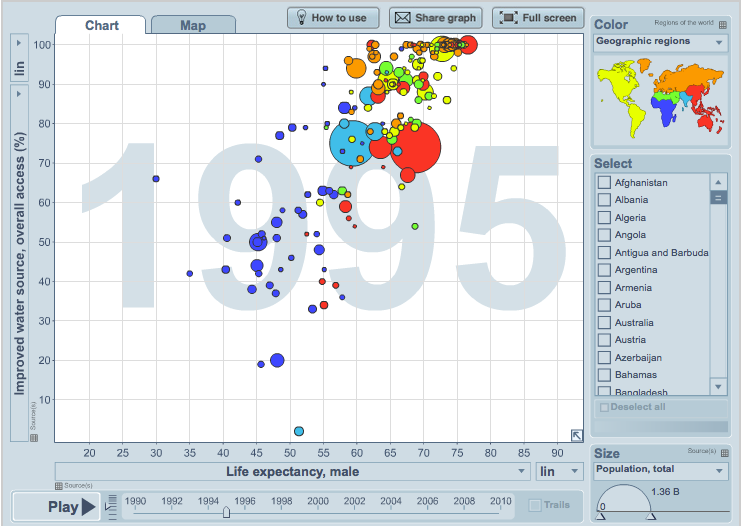 Chart
Map
How to use
Share graph
Full screen
Color
Regions of the world
Geographic regions
1995
lin
Improved water source, overall access (%)
Source(s)
100
90
80
70
60
50
40
30
20
10
20 25 30 35 40 45 50 55 60 65 70 75 80 85 90
Life expectancy, male
lin
Source(s)
Play
1990 1992 1994 1996 1998 2000 2002 2004 2006 2008 2010
Trails
Select
Afghanistan
Albania
Algeria
Angola
Antigua and Barbuda
Argentina
Armenia
Aruba
Australia
Austria
Azerbaijan
Bahamas
Bangladesh
Deselect all
Size
Source(s)
Population, total
1.36 B
0